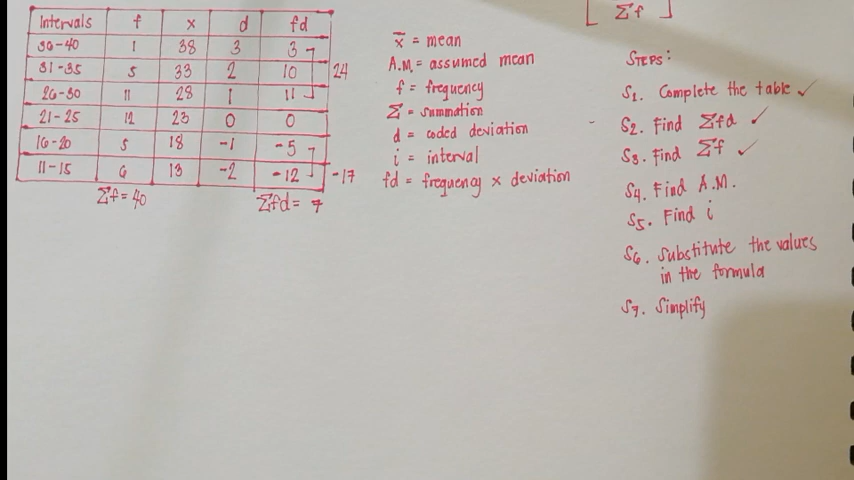 Intervals f x d fd
36-40 1 38 3 3
31-35 5 33 2 10 24
26-30 11 28 1 11
21-25 12 23 0 0
16-20 5 18 -1 -5
11-15 6 13 -2 -12 -17
Σf = 40 Σfd = 7
x̄ = mean
A.M. = assumed mean
f = frequency
Σ = summation
d = coded deviation
i = interval
fd = frequency x deviation
[ Σf ]
STEPS:
S1. Complete the table ✓
S2. Find Σfd ✓
S3. Find Σf ✓
S4. Find A.M.
S5. Find i
S6. Substitute the values
in the formula
S7. Simplify